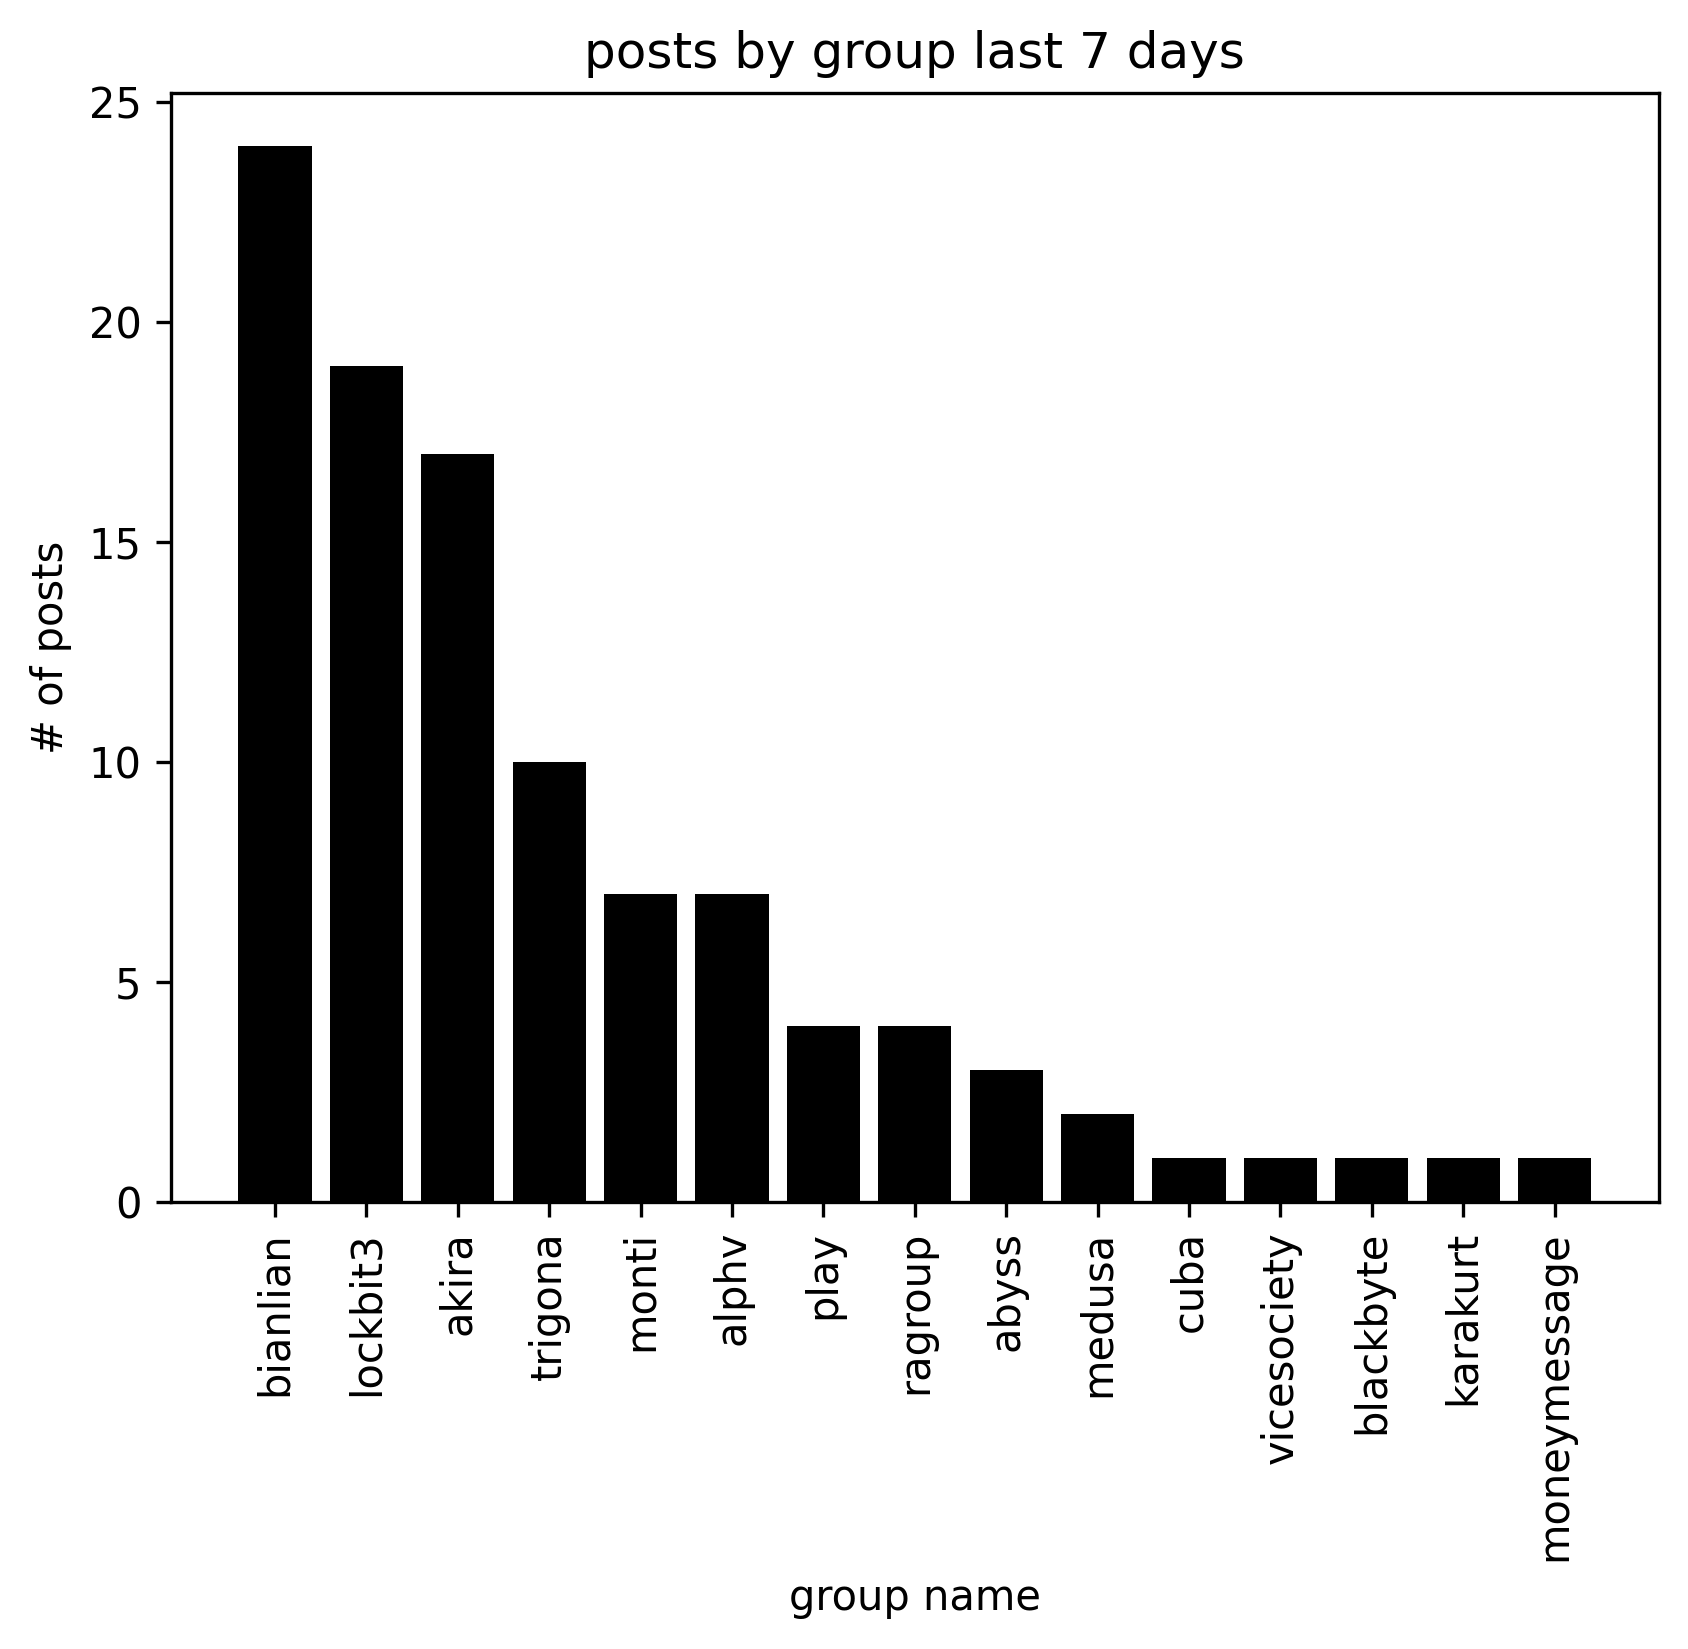 posts by group last 7 days
25
20
15
10
5
0
# of posts
bianlian
lockbit3
akira
trigona
monti
alphv
play
ragroup
abyss
medusa
cuba
vicesociety
blackbyte
karakurt
moneymessage
group name